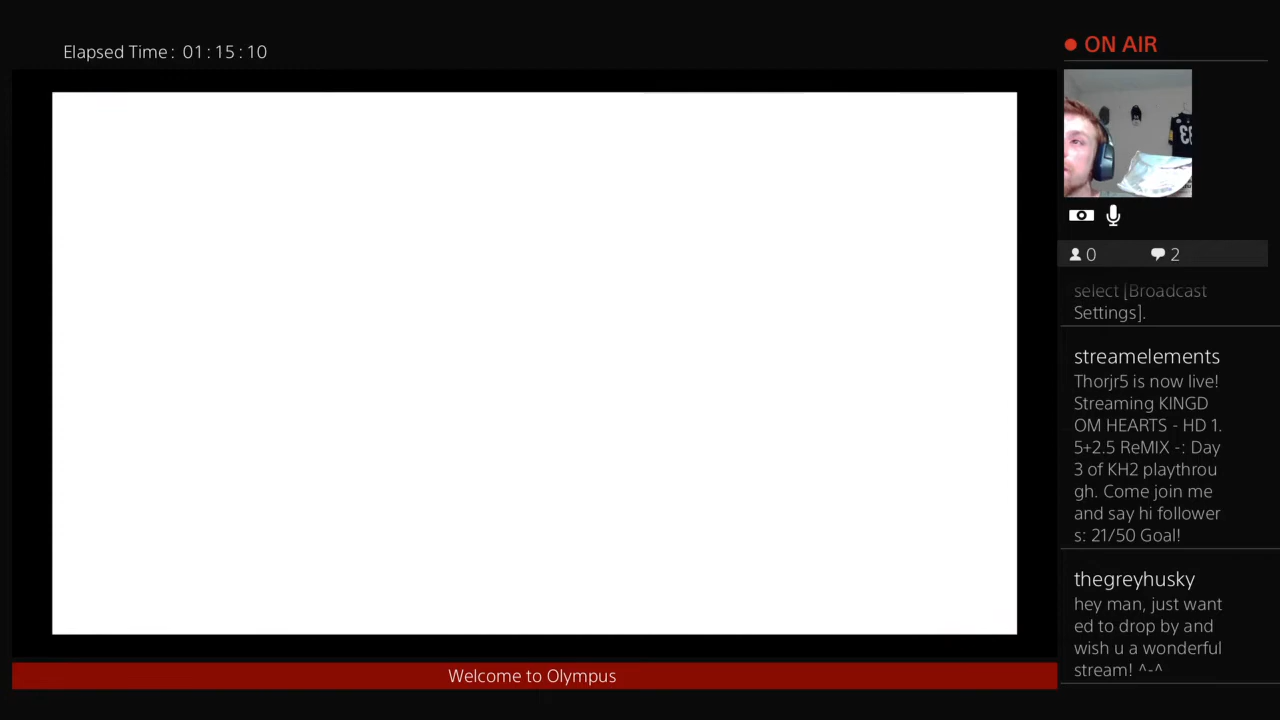 Elapsed Time: 01:15:10
ON AIR
0
2
select [Broadcast
Settings].
streamelements
Thorjr5 is now live!
Streaming KINGD
OM HEARTS - HD 1.
5+2.5 ReMIX -: Day
3 of KH2 playthrou
gh. Come join me
and say hi follower
s: 21/50 Goal!
thegreyhusky
hey man, just want
ed to drop by and
wish u a wonderful
stream! ^-^
Welcome to Olympus